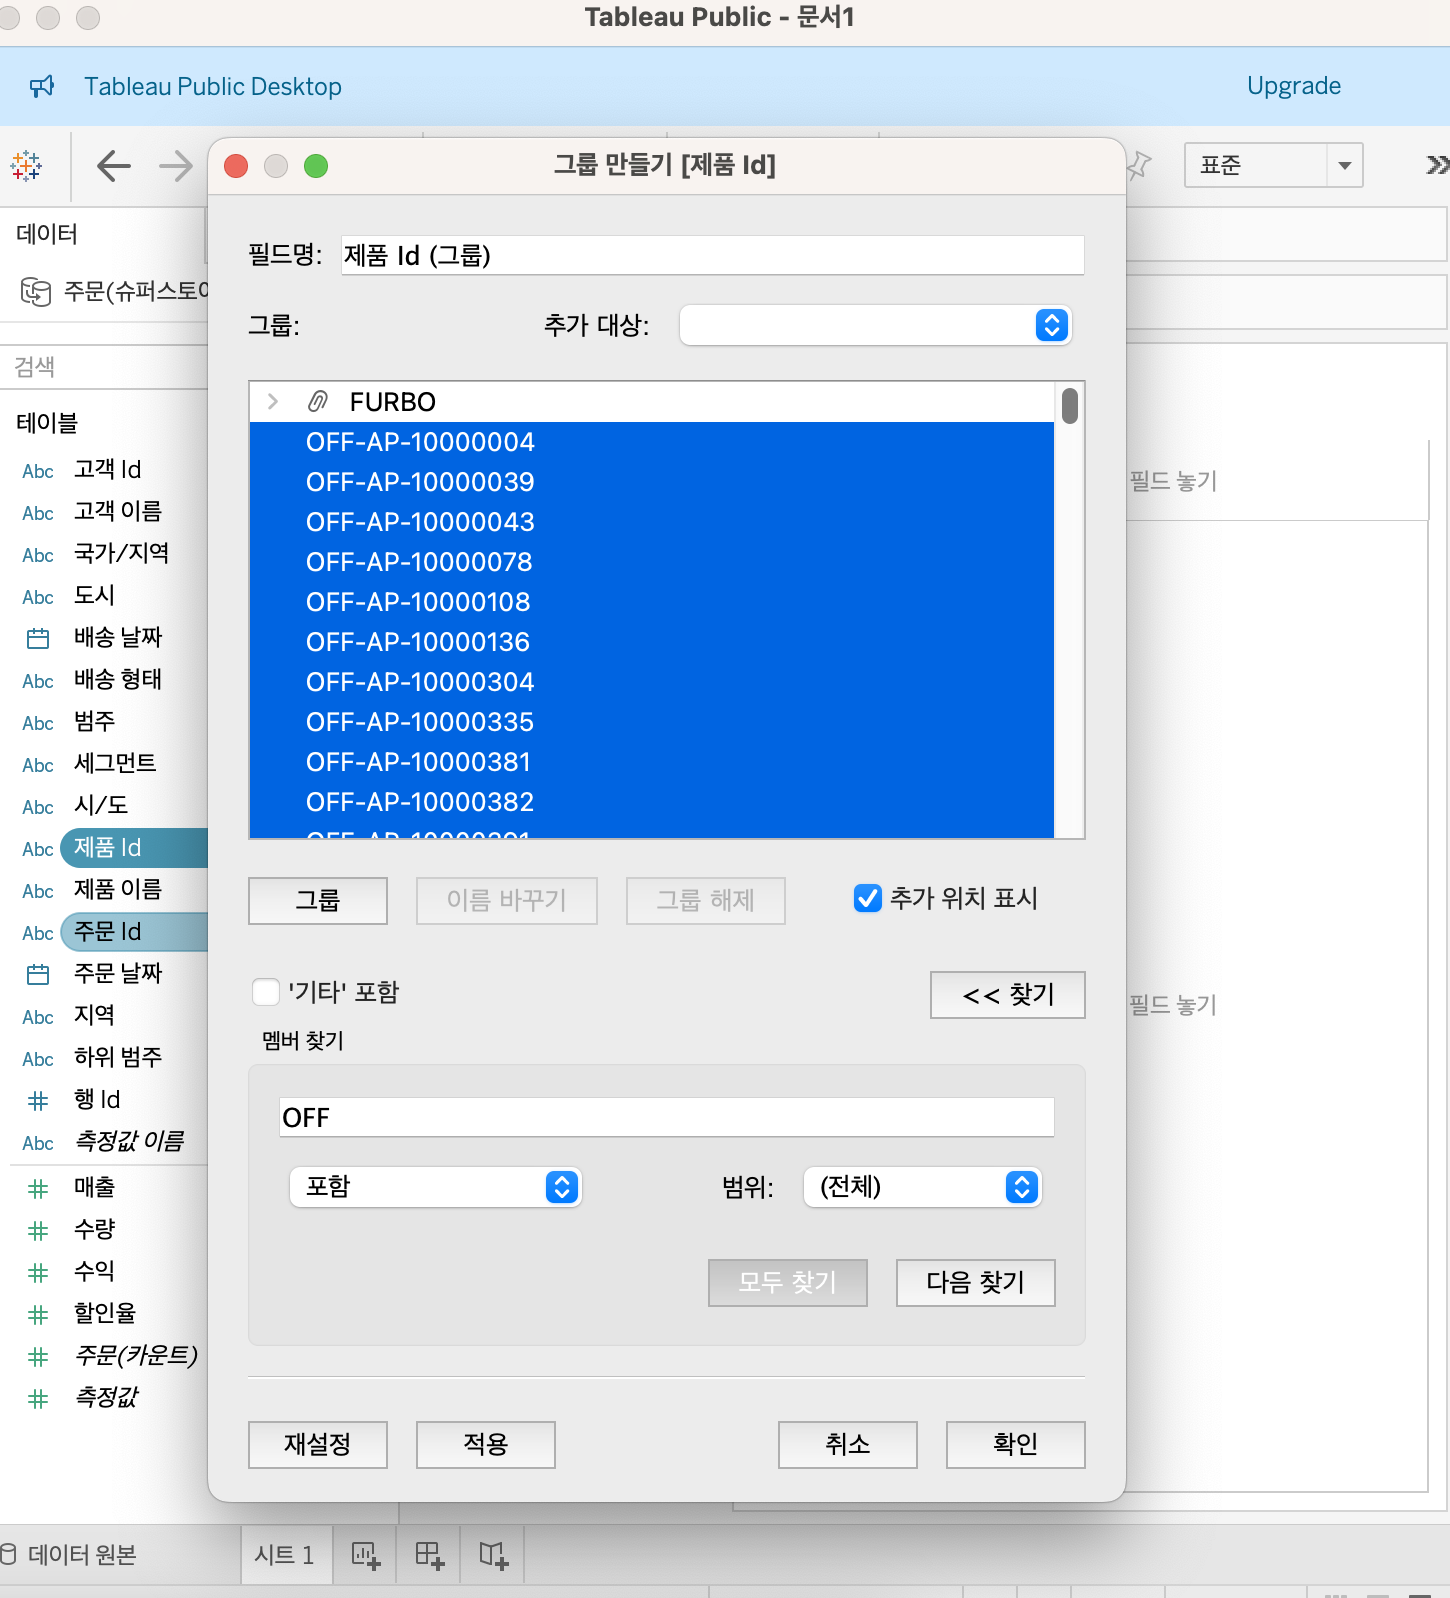 Tableau Public - 문서1
Tableau Public Desktop
Upgrade
표준
데이터
주문(슈퍼스토어
검색
테이블
Abc 고객 Id
Abc 고객 이름
Abc 국가/지역
Abc 도시
배송 날짜
Abc 배송 형태
Abc 범주
Abc 세그먼트
Abc 시/도
Abc 제품 Id
Abc 제품 이름
Abc 주문 Id
주문 날짜
Abc 지역
Abc 하위 범주
# 행 Id
Abc 측정값 이름
# 매출
# 수량
# 수익
# 할인율
# 주문(카운트)
# 측정값
그룹 만들기 [제품 Id]
필드명: 제품 Id (그룹)
그룹: 추가 대상:
FURBO
OFF-AP-10000004
OFF-AP-10000039
OFF-AP-10000043
OFF-AP-10000078
OFF-AP-10000108
OFF-AP-10000136
OFF-AP-10000304
OFF-AP-10000335
OFF-AP-10000381
OFF-AP-10000382
OFF-AP-10000391
그룹 이름 바꾸기 그룹 해제 추가 위치 표시
'기타' 포함 << 찾기
멤버 찾기
OFF
포함 범위: (전체)
모두 찾기 다음 찾기
재설정 적용 취소 확인
필드 놓기
필드 놓기
데이터 원본 시트 1